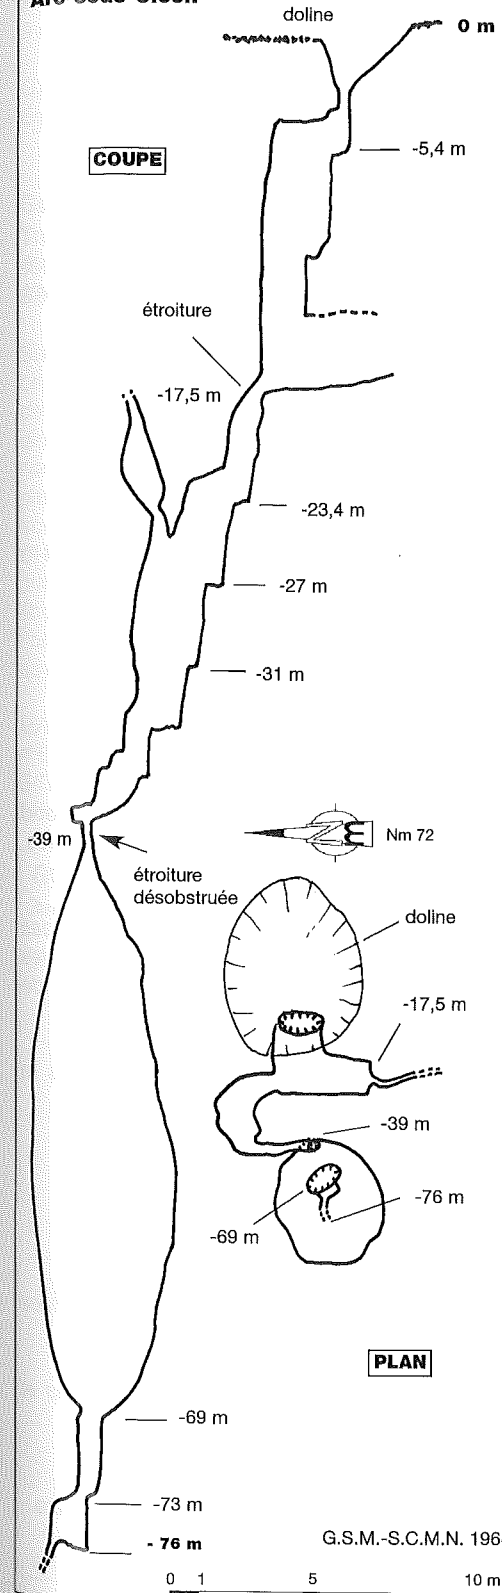 doline
0 m
COUPE
-5,4 m
étroiture
-17,5 m
-23,4 m
-27 m
-31 m
-39 m
étroiture
désobstruée
Nm 72
doline
-17,5 m
-39 m
-76 m
-69 m
PLAN
-69 m
-73 m
- 76 m
G.S.M.-S.C.M.N. 196
0 1 5 10 m